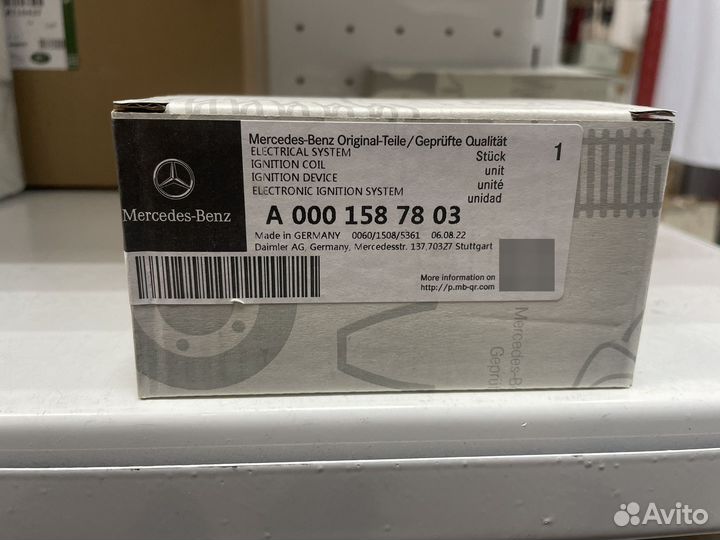 Mercedes-Benz Original-Teile/Geprüfte Qualität
ELECTRICAL SYSTEM
IGNITION COIL
IGNITION DEVICE
ELECTRONIC IGNITION SYSTEM
Stück
unit
unité
unidad
1
Mercedes-Benz
A 000 158 78 03
Made in GERMANY 0060/1508/5361 06.08.22
Daimler AG, Germany, Mercedesstr. 137,70327 Stuttgart
More information on
http://p.mb-qr.com
Mercedes-B
Geprü
Avito